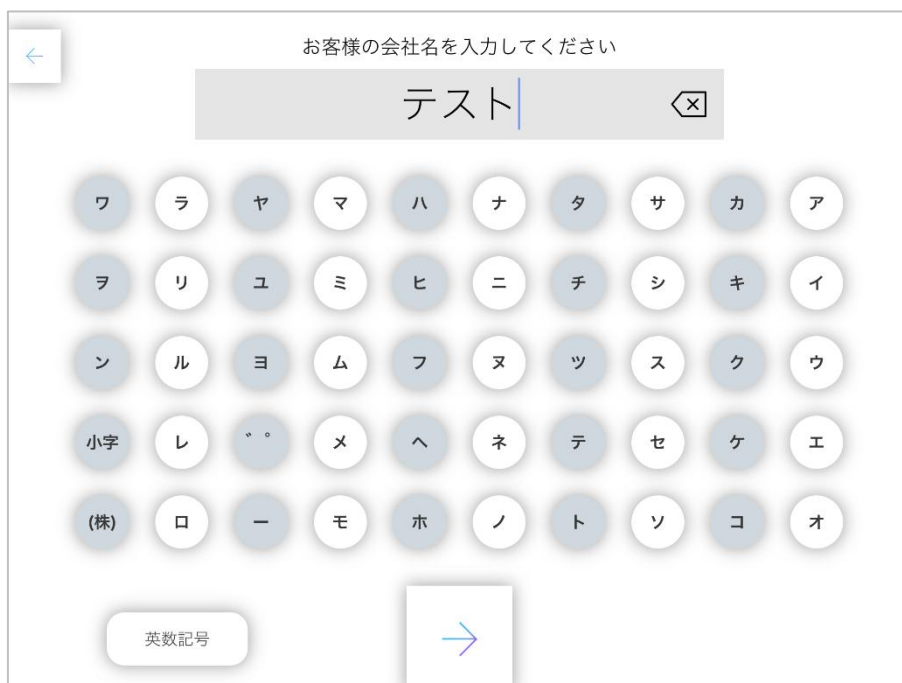 お客様の会社名を入力してください
テスト
ワ ラ ヤ マ ハ ナ タ サ カ ア
ヲ リ ユ ミ ヒ ニ チ シ キ イ
ン ル ヨ ム フ ヌ ツ ス ク ウ
小字 レ ゛゜ メ ヘ ネ テ セ ケ エ
(株) ロ ー モ ホ ノ ト ソ コ オ
英数記号